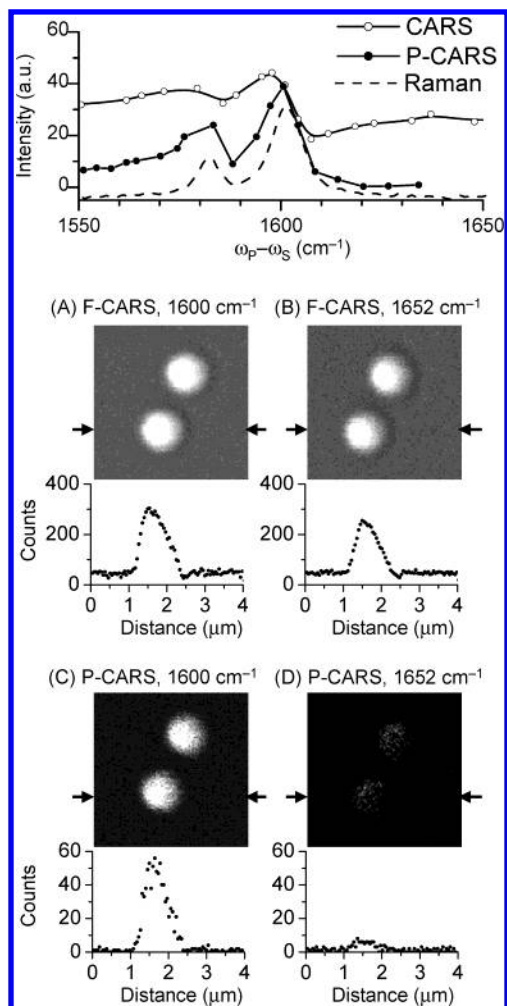 CARS
P-CARS
Raman
Intensity (a.u.)
60
40
20
0
1550 1600 1650
ωP–ωS (cm⁻¹)
(A) F-CARS, 1600 cm⁻¹ (B) F-CARS, 1652 cm⁻¹
Counts
400
200
0
0 1 2 3 4 0 1 2 3 4
Distance (μm) Distance (μm)
(C) P-CARS, 1600 cm⁻¹ (D) P-CARS, 1652 cm⁻¹
Counts
60 60
40 40
20 20
0 0
0 1 2 3 4 0 1 2 3 4
Distance (μm) Distance (μm)